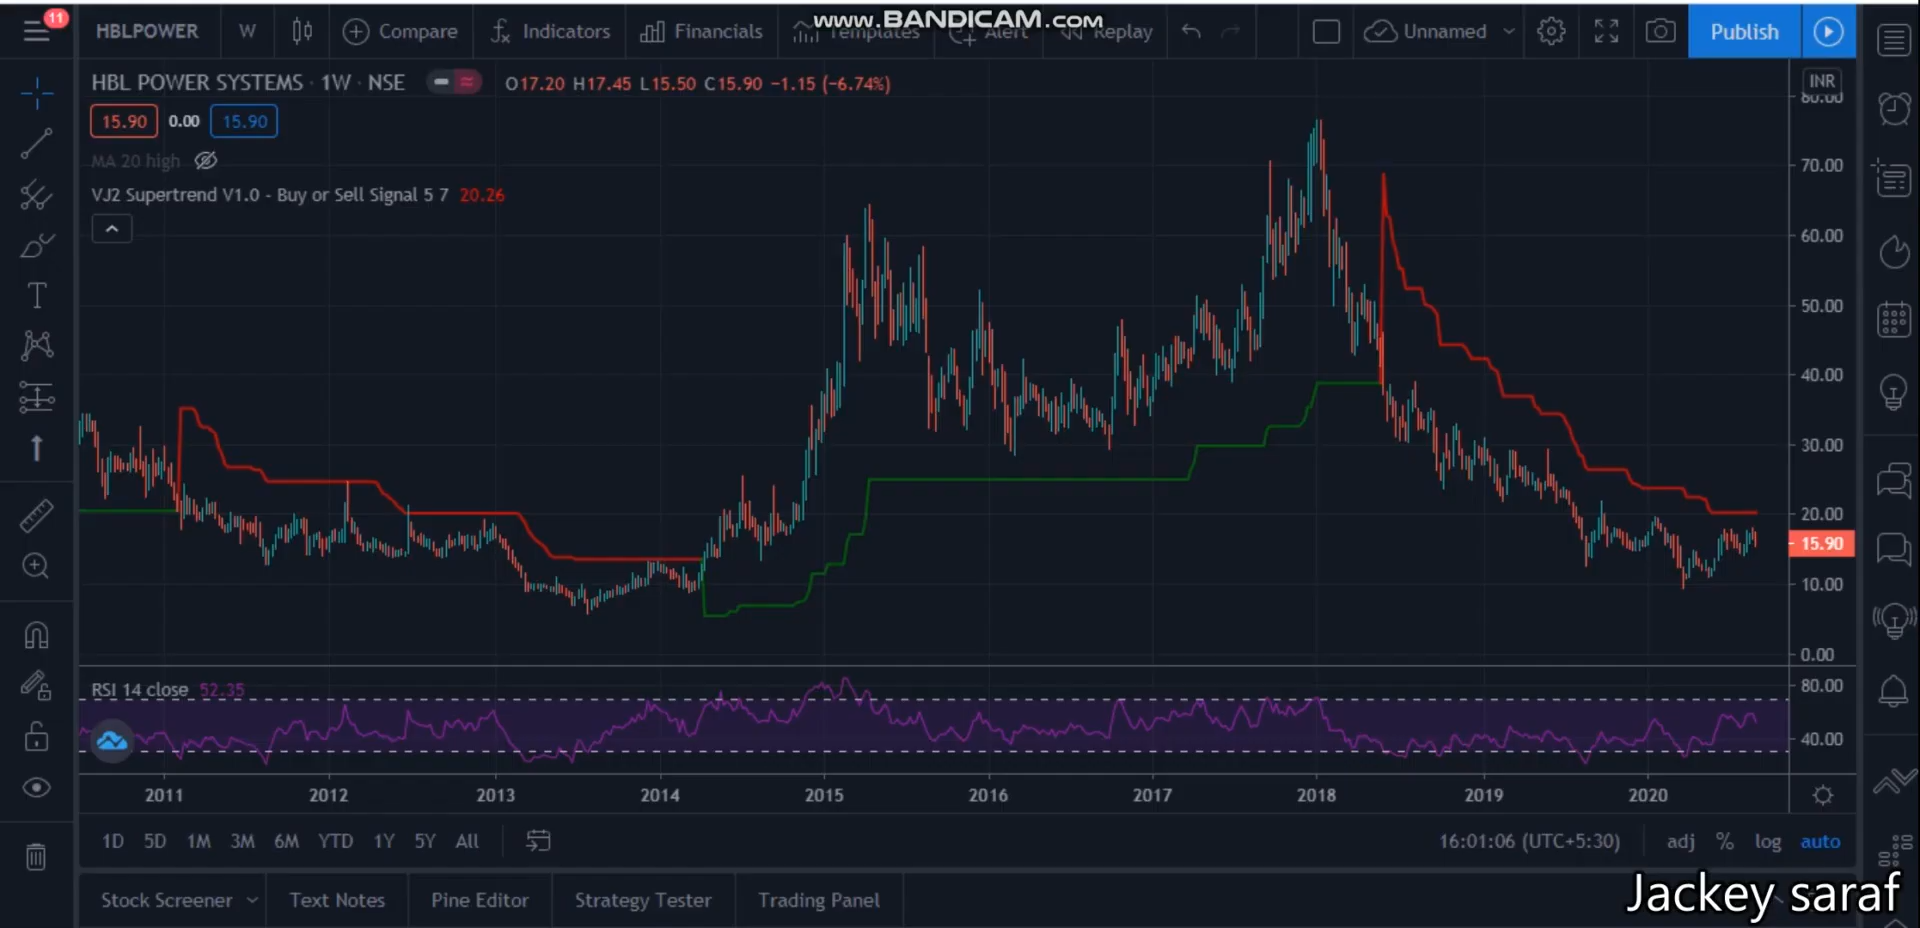 www.BANDICAM.com
11
HBLPOWER W Compare Indicators Financials Templates Alert Replay Unnamed Publish
HBL POWER SYSTEMS · 1W · NSE O17.20 H17.45 L15.50 C15.90 −1.15 (−6.74%)
INR
15.90 0.00 15.90
MA 20 high
VJ2 Supertrend V1.0 - Buy or Sell Signal 5 7 20.26
80.00
70.00
60.00
50.00
40.00
30.00
20.00
15.90
10.00
0.00
RSI 14 close 52.35
80.00
40.00
2011 2012 2013 2014 2015 2016 2017 2018 2019 2020
1D 5D 1M 3M 6M YTD 1Y 5Y All 16:01:06 (UTC+5:30) adj % log auto
Stock Screener Text Notes Pine Editor Strategy Tester Trading Panel
Jackey saraf